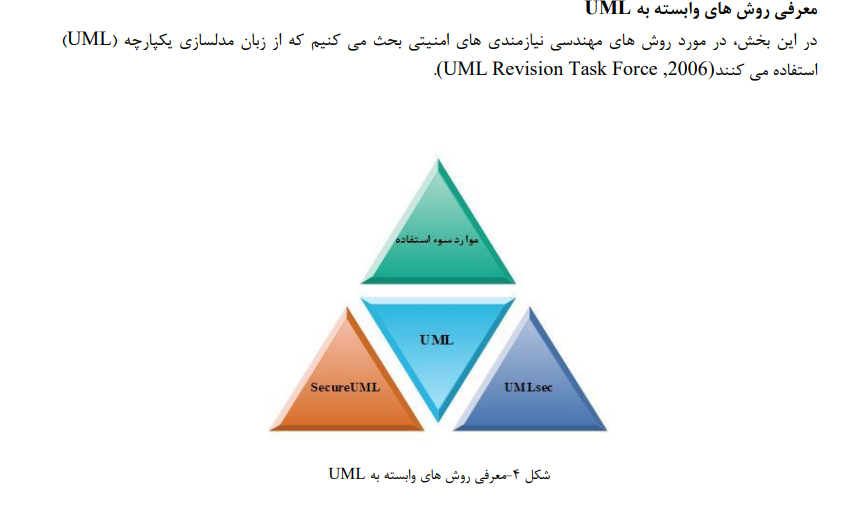 معرفی روش های وابسته به UML
در این بخش، در مورد روش های مهندسی نیازمندی های امنیتی بحث می کنیم که از زبان مدلسازی یکپارچه (UML)
استفاده می کنند(UML Revision Task Force ,2006).
موارد سوء استفاده
UML
SecureUML
UMLsec
شکل ۴-معرفی روش های وابسته به UML